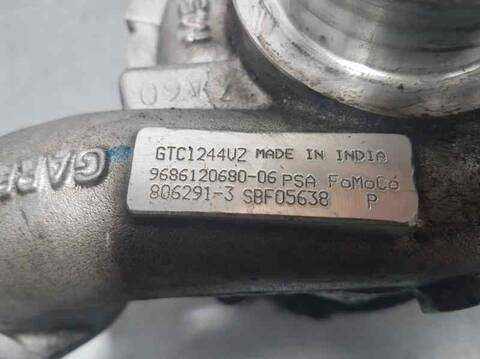 GTC1244VZ MADE IN INDIA
9686120680-06 PSA FoMoCo
806291-3 SBF05638 P